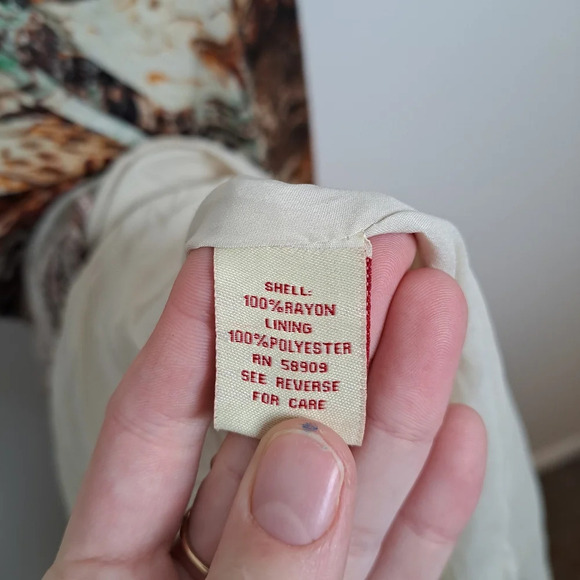 SHELL:
100%RAYON
LINING
100%POLYESTER
RN 58909
SEE REVERSE
FOR CARE